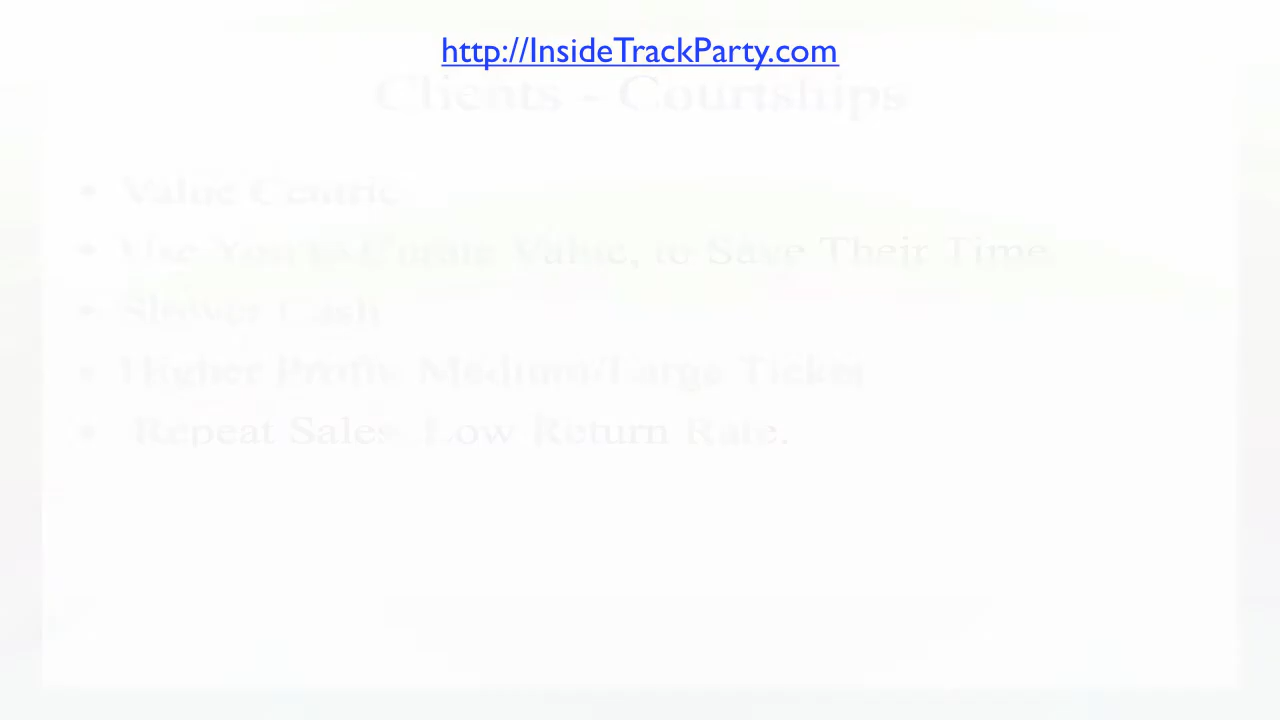 http://InsideTrackParty.com
Clients - Courtships
• Value Centric
• Use You to Create Value, to Save Their Time.
• Slower Cash
• Higher Profit Medium/Large Ticket
• Repeat Sales Low Return Rate.